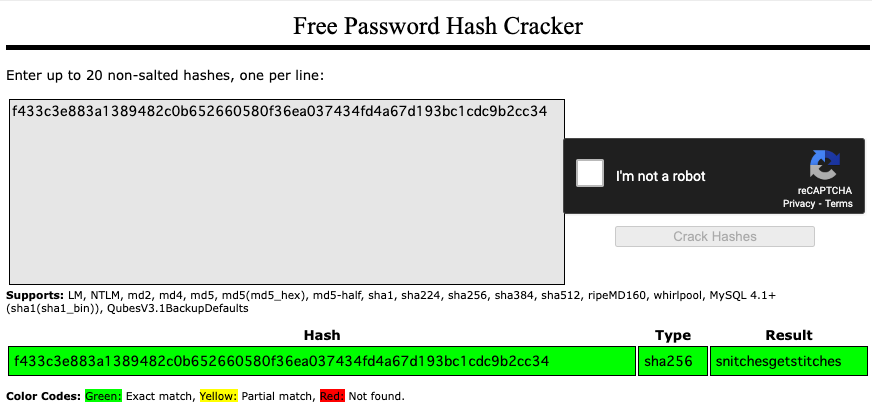 Free Password Hash Cracker
Enter up to 20 non-salted hashes, one per line:
f433c3e883a1389482c0b652660580f36ea037434fd4a67d193bc1cdc9b2cc34
I'm not a robot
reCAPTCHA
Privacy - Terms
Crack Hashes
Supports: LM, NTLM, md2, md4, md5, md5(md5_hex), md5-half, sha1, sha224, sha256, sha384, sha512, ripeMD160, whirlpool, MySQL 4.1+
(sha1(sha1_bin)), QubesV3.1BackupDefaults
Hash Type Result
f433c3e883a1389482c0b652660580f36ea037434fd4a67d193bc1cdc9b2cc34 sha256 snitchesgetstitches
Color Codes: Green: Exact match, Yellow: Partial match, Red: Not found.